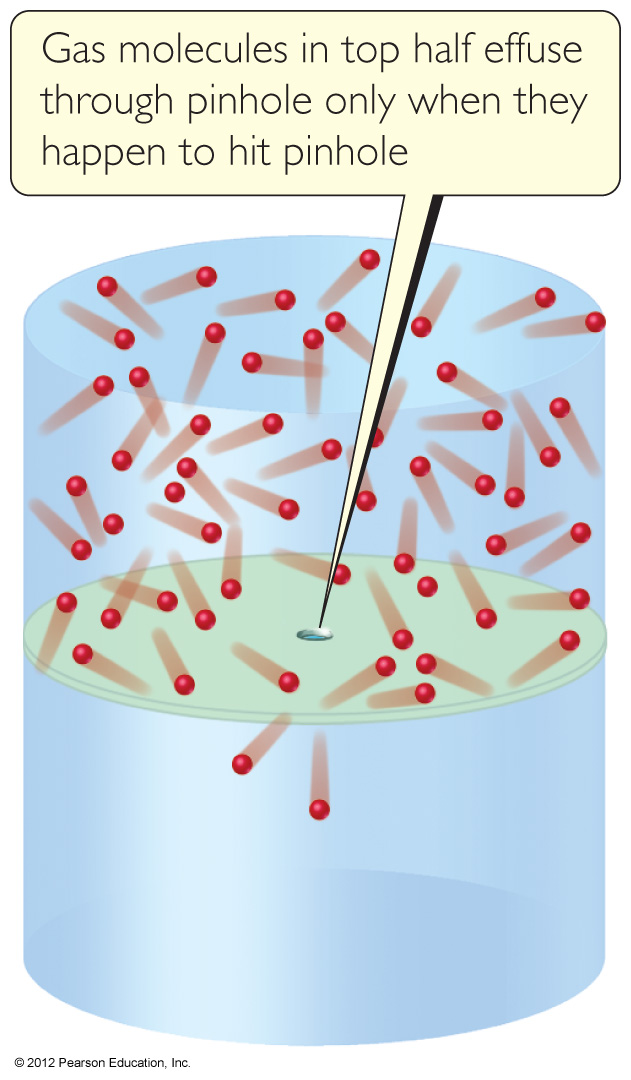 Gas molecules in top half effuse
through pinhole only when they
happen to hit pinhole
© 2012 Pearson Education, Inc.